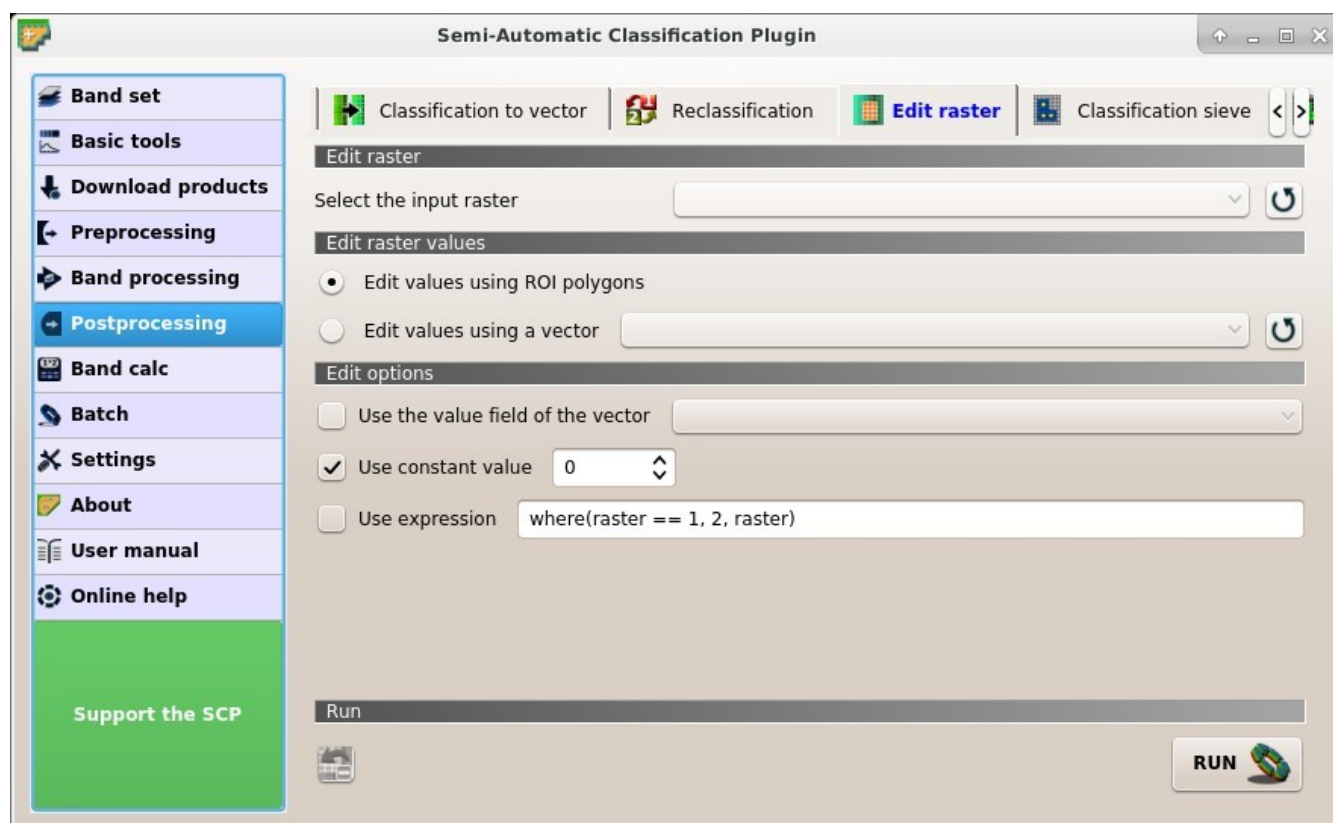 Semi-Automatic Classification Plugin
Band set
Basic tools
Download products
Preprocessing
Band processing
Postprocessing
Band calc
Batch
Settings
About
User manual
Online help
Support the SCP
Classification to vector
Reclassification
Edit raster
Classification sieve
Edit raster
Select the input raster
Edit raster values
Edit values using ROI polygons
Edit values using a vector
Edit options
Use the value field of the vector
Use constant value 0
Use expression where(raster == 1, 2, raster)
Run
RUN